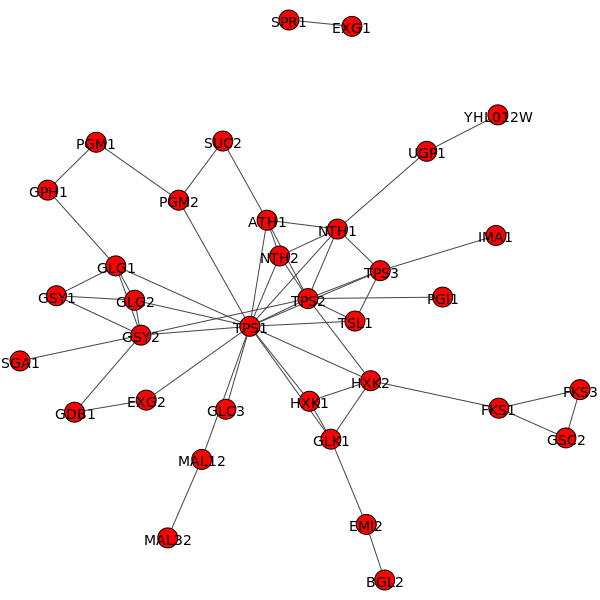 SPR1
EXG1
YHL012W
PGM1
SUC2
UGP1
GPH1
PGM2
ATH1
NTH1
IMA1
NTH2
GLG1
TPS3
GSY1
GLG2
TPS2
PGI1
TSL1
TPS1
GSY2
SGA1
HXK2
FKS3
EXG2
HXK1
GDB1
GLC3
FKS1
GLK1
GSC2
MAL12
EMI2
MAL32
BGL2